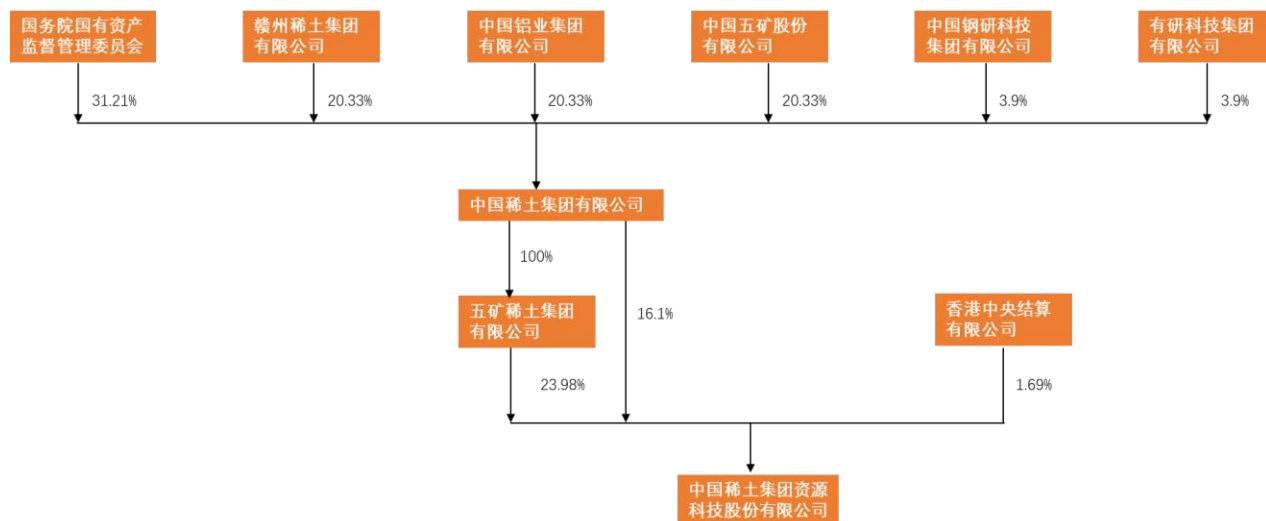 国务院国有资产
监督管理委员会
赣州稀土集团
有限公司
中国铝业集团
有限公司
中国五矿股份
有限公司
中国钢研科技
集团有限公司
有研科技集团
有限公司
31.21%
20.33%
20.33%
20.33%
3.9%
3.9%
中国稀土集团有限公司
100%
16.1%
五矿稀土集团
有限公司
香港中央结算
有限公司
23.98%
1.69%
中国稀土集团资源
科技股份有限公司